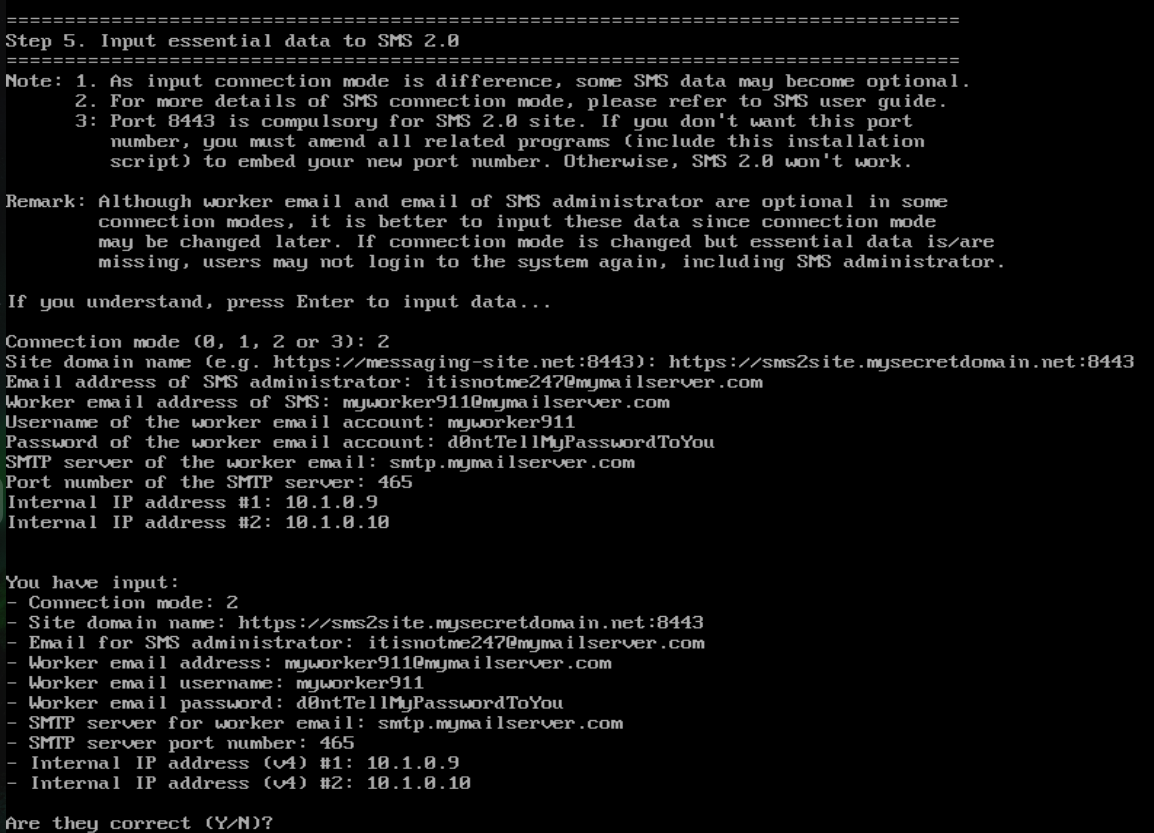 ==================================================================================
Step 5. Input essential data to SMS 2.0
==================================================================================
Note: 1. As input connection mode is difference, some SMS data may become optional.
      2. For more details of SMS connection mode, please refer to SMS user guide.
      3: Port 8443 is compulsory for SMS 2.0 site. If you don't want this port
         number, you must amend all related programs (include this installation
         script) to embed your new port number. Otherwise, SMS 2.0 won't work.

Remark: Although worker email and email of SMS administrator are optional in some
        connection modes, it is better to input these data since connection mode
        may be changed later. If connection mode is changed but essential data is/are
        missing, users may not login to the system again, including SMS administrator.

If you understand, press Enter to input data...

Connection mode (0, 1, 2 or 3): 2
Site domain name (e.g. https://messaging-site.net:8443): https://sms2site.mysecretdomain.net:8443
Email address of SMS administrator: itisnotme247@mymailserver.com
Worker email address of SMS: myworker911@mymailserver.com
Username of the worker email account: myworker911
Password of the worker email account: d0ntTellMyPasswordToYou
SMTP server of the worker email: smtp.mymailserver.com
Port number of the SMTP server: 465
Internal IP address #1: 10.1.0.9
Internal IP address #2: 10.1.0.10

You have input:
- Connection mode: 2
- Site domain name: https://sms2site.mysecretdomain.net:8443
- Email for SMS administrator: itisnotme247@mymailserver.com
- Worker email address: myworker911@mymailserver.com
- Worker email username: myworker911
- Worker email password: d0ntTellMyPasswordToYou
- SMTP server for worker email: smtp.mymailserver.com
- SMTP server port number: 465
- Internal IP address (v4) #1: 10.1.0.9
- Internal IP address (v4) #2: 10.1.0.10

Are they correct (Y/N)?